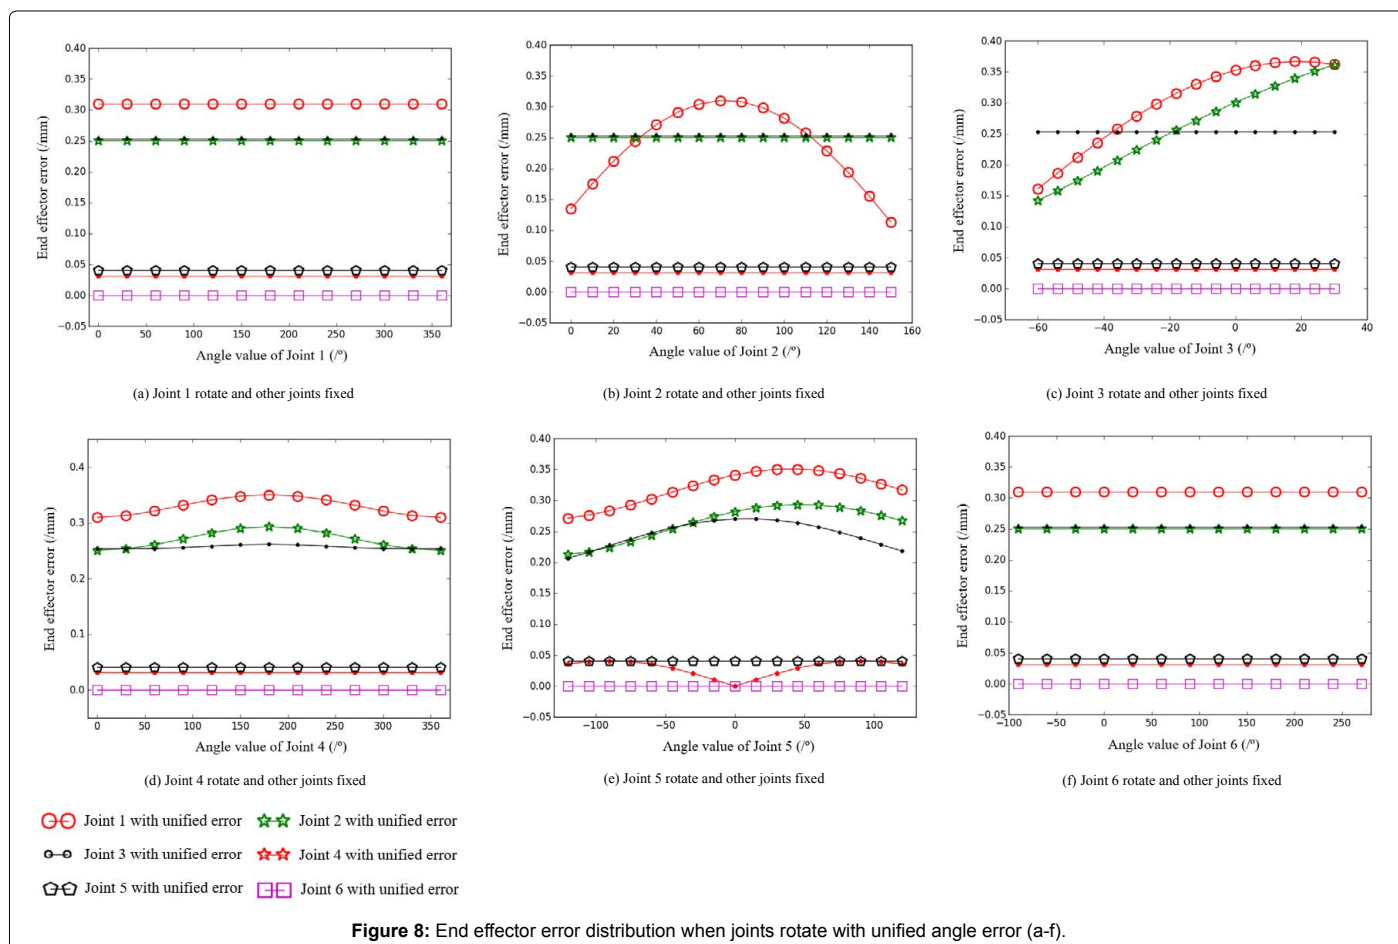 0.40
0.35
0.30
0.25
0.20
0.15
0.10
0.05
0.00
−0.05
End effector error (/mm)
0 50 100 150 200 250 300 350
Angle value of Joint 1 (/º)
(a) Joint 1 rotate and other joints fixed
0.40
0.35
0.30
0.25
0.20
0.15
0.10
0.05
0.00
−0.05
End effector error (/mm)
0 20 40 60 80 100 120 140 160
Angle value of Joint 2 (/º)
(b) Joint 2 rotate and other joints fixed
0.40
0.35
0.30
0.25
0.20
0.15
0.10
0.05
0.00
−0.05
End effector error (/mm)
−60 −40 −20 0 20 40
Angle value of Joint 3 (/º)
(c) Joint 3 rotate and other joints fixed
0.4
0.3
0.2
0.1
0.0
End effector error (/mm)
0 50 100 150 200 250 300 350
Angle value of Joint 4 (/º)
(d) Joint 4 rotate and other joints fixed
0.40
0.35
0.30
0.25
0.20
0.15
0.10
0.05
0.00
−0.05
End effector error (/mm)
−100 −50 0 50 100
Angle value of Joint 5 (/º)
(e) Joint 5 rotate and other joints fixed
0.40
0.35
0.30
0.25
0.20
0.15
0.10
0.05
0.00
−0.05
End effector error (/mm)
−100 −50 0 50 100 150 200 250
Angle value of Joint 6 (/º)
(f) Joint 6 rotate and other joints fixed
Joint 1 with unified error Joint 2 with unified error
Joint 3 with unified error Joint 4 with unified error
Joint 5 with unified error Joint 6 with unified error
Figure 8: End effector error distribution when joints rotate with unified angle error (a-f).